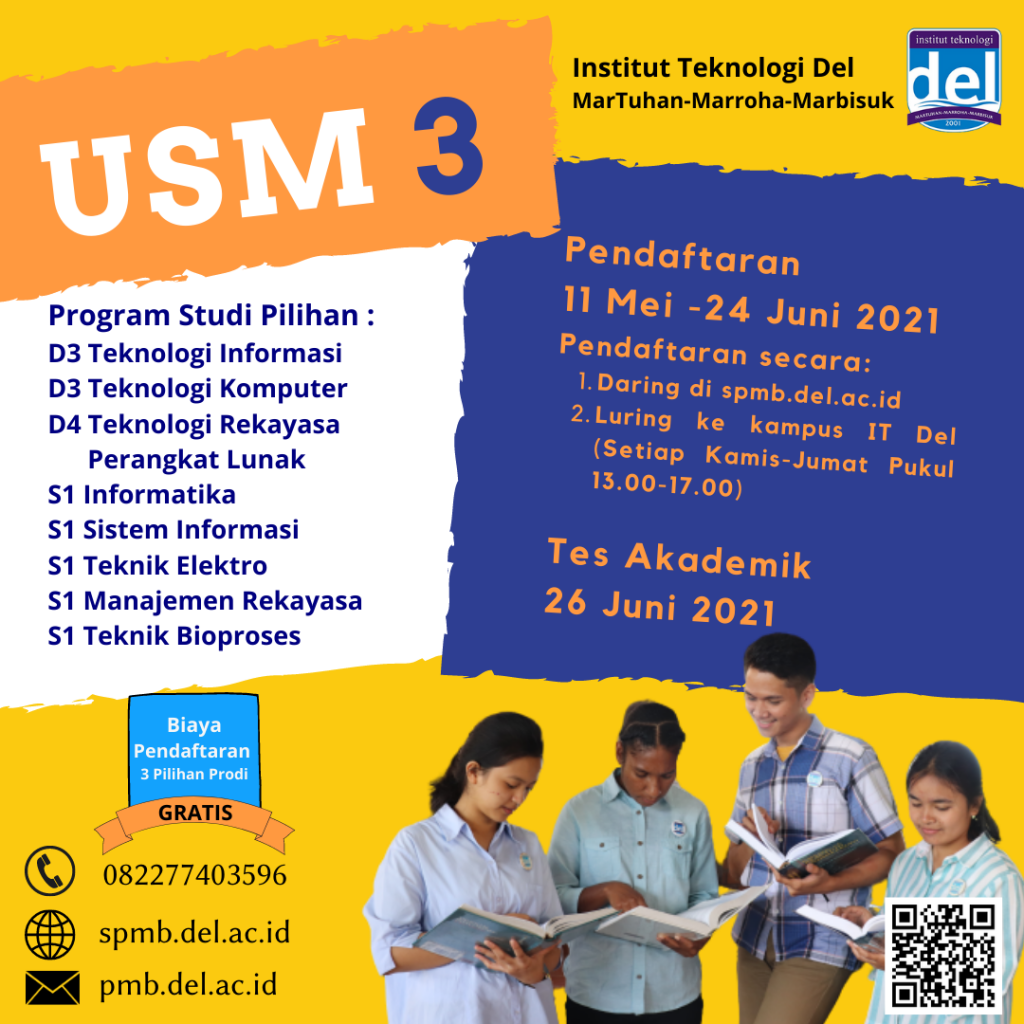 Institut Teknologi Del
MarTuhan-Marroha-Marbisuk
institut teknologi
del
MARTUHAN-MARROHA-MARBISUK
2001
USM 3
Pendaftaran
11 Mei -24 Juni 2021
Pendaftaran secara:
1. Daring di spmb.del.ac.id
2. Luring ke kampus IT Del
(Setiap Kamis-Jumat Pukul
13.00-17.00)
Tes Akademik
26 Juni 2021
Program Studi Pilihan :
D3 Teknologi Informasi
D3 Teknologi Komputer
D4 Teknologi Rekayasa
Perangkat Lunak
S1 Informatika
S1 Sistem Informasi
S1 Teknik Elektro
S1 Manajemen Rekayasa
S1 Teknik Bioproses
Biaya
Pendaftaran
3 Pilihan Prodi
GRATIS
082277403596
spmb.del.ac.id
pmb.del.ac.id